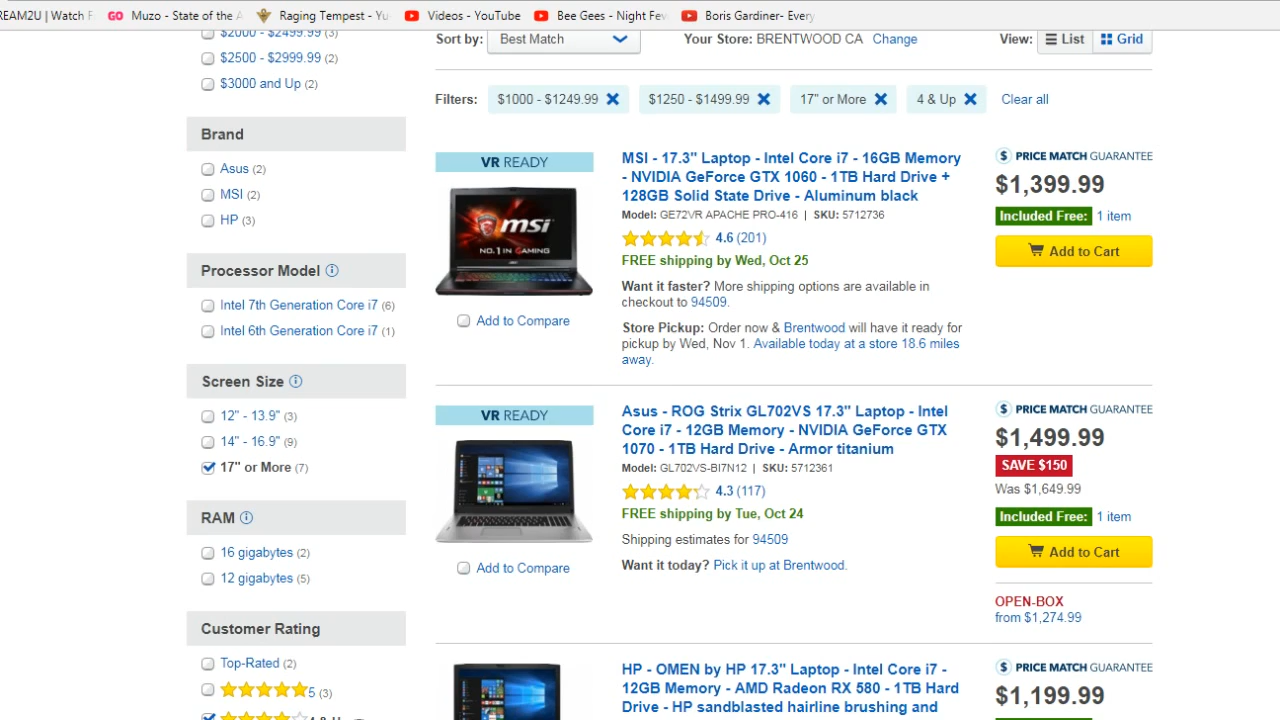 REAM2U | Watch F
GO Muzo - State of the A
Raging Tempest - Yu
Videos - YouTube
Bee Gees - Night Fev
Boris Gardiner- Every
$2000 - $2499.99 (3)
$2500 - $2999.99 (2)
$3000 and Up (2)
Brand
Asus (2)
MSI (2)
HP (3)
Processor Model
Intel 7th Generation Core i7 (6)
Intel 6th Generation Core i7 (1)
Screen Size
12" - 13.9" (3)
14" - 16.9" (9)
17" or More (7)
RAM
16 gigabytes (2)
12 gigabytes (5)
Customer Rating
Top-Rated (2)
5 (3)
Sort by: Best Match
Your Store: BRENTWOOD CA Change
View: List Grid
Filters: $1000 - $1249.99 $1250 - $1499.99 17" or More 4 & Up Clear all
VR READY
msi
NO.1 IN GAMING
Add to Compare
MSI - 17.3" Laptop - Intel Core i7 - 16GB Memory
- NVIDIA GeForce GTX 1060 - 1TB Hard Drive +
128GB Solid State Drive - Aluminum black
Model: GE72VR APACHE PRO-416 | SKU: 5712736
4.6 (201)
FREE shipping by Wed, Oct 25
Want it faster? More shipping options are available in
checkout to 94509.
Store Pickup: Order now & Brentwood will have it ready for
pickup by Wed, Nov 1. Available today at a store 18.6 miles
away.
$ PRICE MATCH GUARANTEE
$1,399.99
Included Free: 1 item
Add to Cart
VR READY
Add to Compare
Asus - ROG Strix GL702VS 17.3" Laptop - Intel
Core i7 - 12GB Memory - NVIDIA GeForce GTX
1070 - 1TB Hard Drive - Armor titanium
Model: GL702VS-BI7N12 | SKU: 5712361
4.3 (117)
FREE shipping by Tue, Oct 24
Shipping estimates for 94509
Want it today? Pick it up at Brentwood.
$ PRICE MATCH GUARANTEE
$1,499.99
SAVE $150
Was $1,649.99
Included Free: 1 item
Add to Cart
OPEN-BOX
from $1,274.99
HP - OMEN by HP 17.3" Laptop - Intel Core i7 -
12GB Memory - AMD Radeon RX 580 - 1TB Hard
Drive - HP sandblasted hairline brushing and
$ PRICE MATCH GUARANTEE
$1,199.99